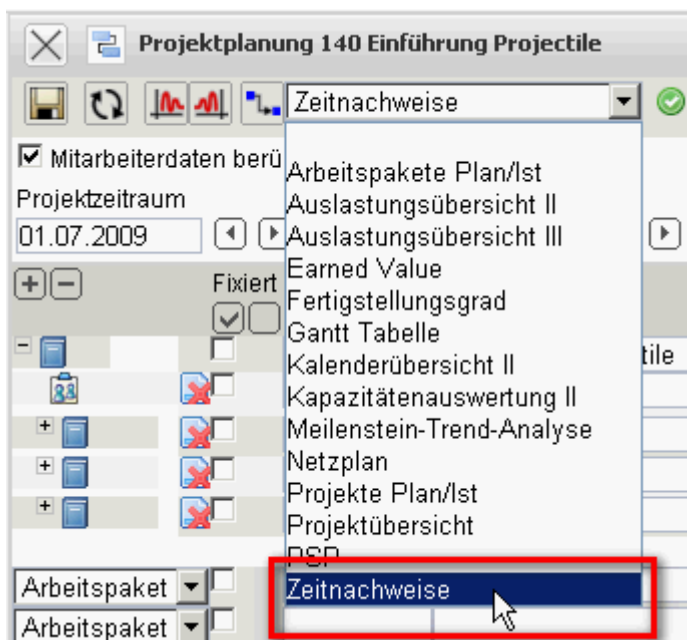 Projektplanung 140 Einführung Projectile
Zeitnachweise
Mitarbeiterdaten berü
Arbeitspakete Plan/Ist
Projektzeitraum
Auslastungsübersicht II
01.07.2009
Auslastungsübersicht III
Earned Value
Fixiert
Fertigstellungsgrad
Gantt Tabelle
tile
Kalenderübersicht II
Kapazitätenauswertung II
Meilenstein-Trend-Analyse
Netzplan
Projekte Plan/Ist
Projektübersicht
PSP
Arbeitspaket
Zeitnachweise
Arbeitspaket